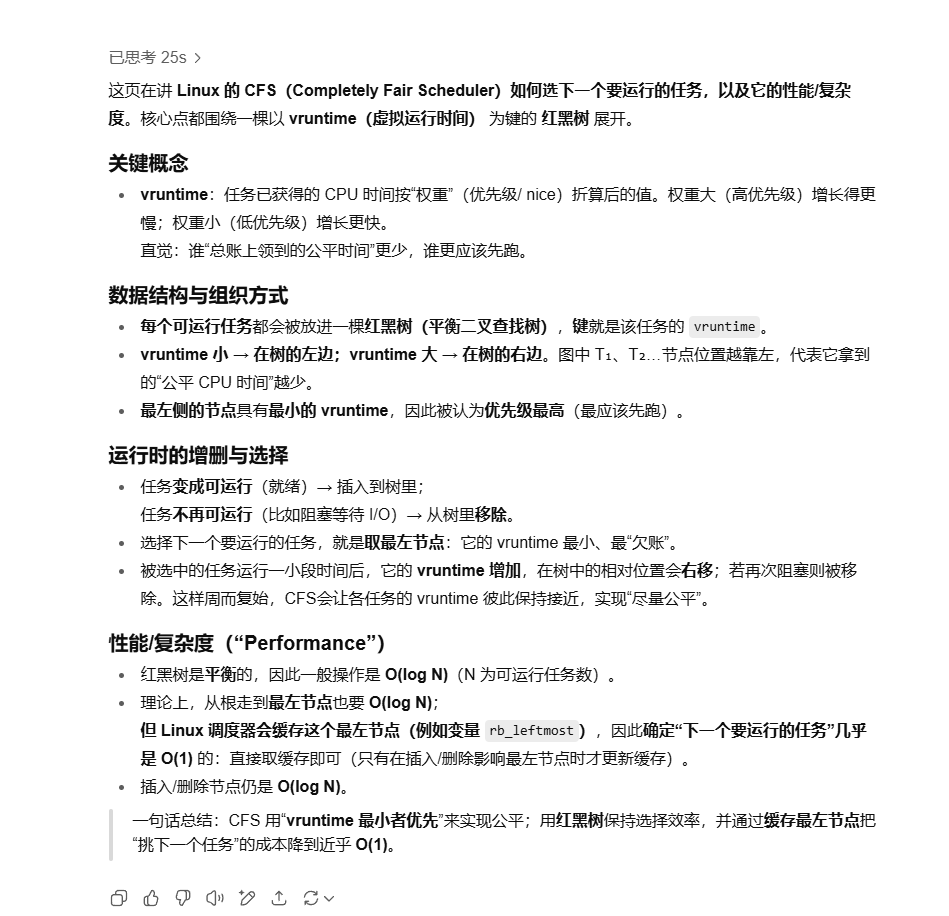 已思考 25s >
这页在讲 Linux 的 CFS（Completely Fair Scheduler）如何选下一个要运行的任务，以及它的性能/复杂
度。核心点都围绕一棵以 vruntime（虚拟运行时间） 为键的 红黑树 展开。
关键概念
• vruntime：任务已获得的 CPU 时间按“权重”（优先级/ nice）折算后的值。权重大（高优先级）增长得更
慢；权重小（低优先级）增长更快。
直觉：谁“总账上领到的公平时间”更少，谁更应该先跑。
数据结构与组织方式
• 每个可运行任务都会被放进一棵红黑树（平衡二叉查找树），键就是该任务的 vruntime 。
• vruntime 小 → 在树的左边；vruntime 大 → 在树的右边。图中 T₁、T₂…节点位置越靠左，代表它拿到
的“公平 CPU 时间”越少。
• 最左侧的节点具有最小的 vruntime，因此被认为优先级最高（最应该先跑）。
运行时的增删与选择
• 任务变成可运行（就绪）→ 插入到树里；
任务不再可运行（比如阻塞等待 I/O）→ 从树里移除。
• 选择下一个要运行的任务，就是取最左节点：它的 vruntime 最小、最“欠账”。
• 被选中的任务运行一小段时间后，它的 vruntime 增加，在树中的相对位置会右移；若再次阻塞则被移
除。这样周而复始，CFS会让各任务的 vruntime 彼此保持接近，实现“尽量公平”。
性能/复杂度（“Performance”）
• 红黑树是平衡的，因此一般操作是 O(log N)（N 为可运行任务数）。
• 理论上，从根走到最左节点也要 O(log N)；
但 Linux 调度器会缓存这个最左节点（例如变量 rb_leftmost ），因此确定“下一个要运行的任务”几乎
是 O(1) 的：直接取缓存即可（只有在插入/删除影响最左节点时才更新缓存）。
• 插入/删除节点仍是 O(log N)。
一句话总结：CFS 用“vruntime 最小者优先”来实现公平；用红黑树保持选择效率，并通过缓存最左节点把
“挑下一个任务”的成本降到近乎 O(1)。